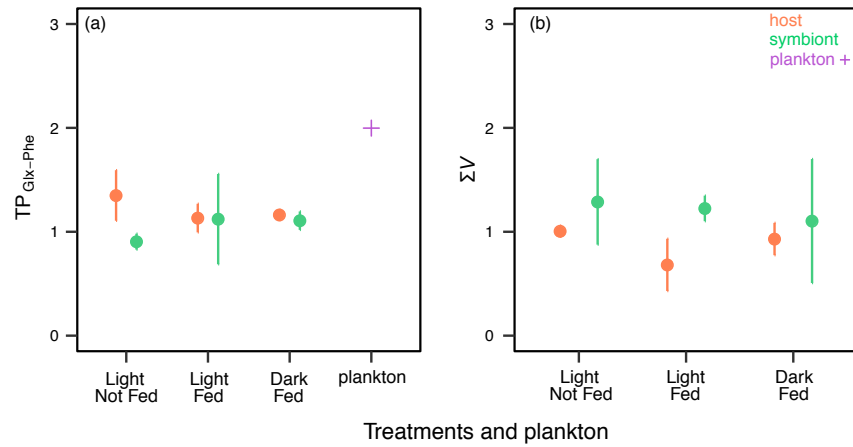 (a)
3
2
1
0
TP Glx−Phe
Light
Not Fed
Light
Fed
Dark
Fed
plankton
(b)
host
symbiont
plankton +
3
2
1
0
ΣV
Light
Not Fed
Light
Fed
Dark
Fed
Treatments and plankton